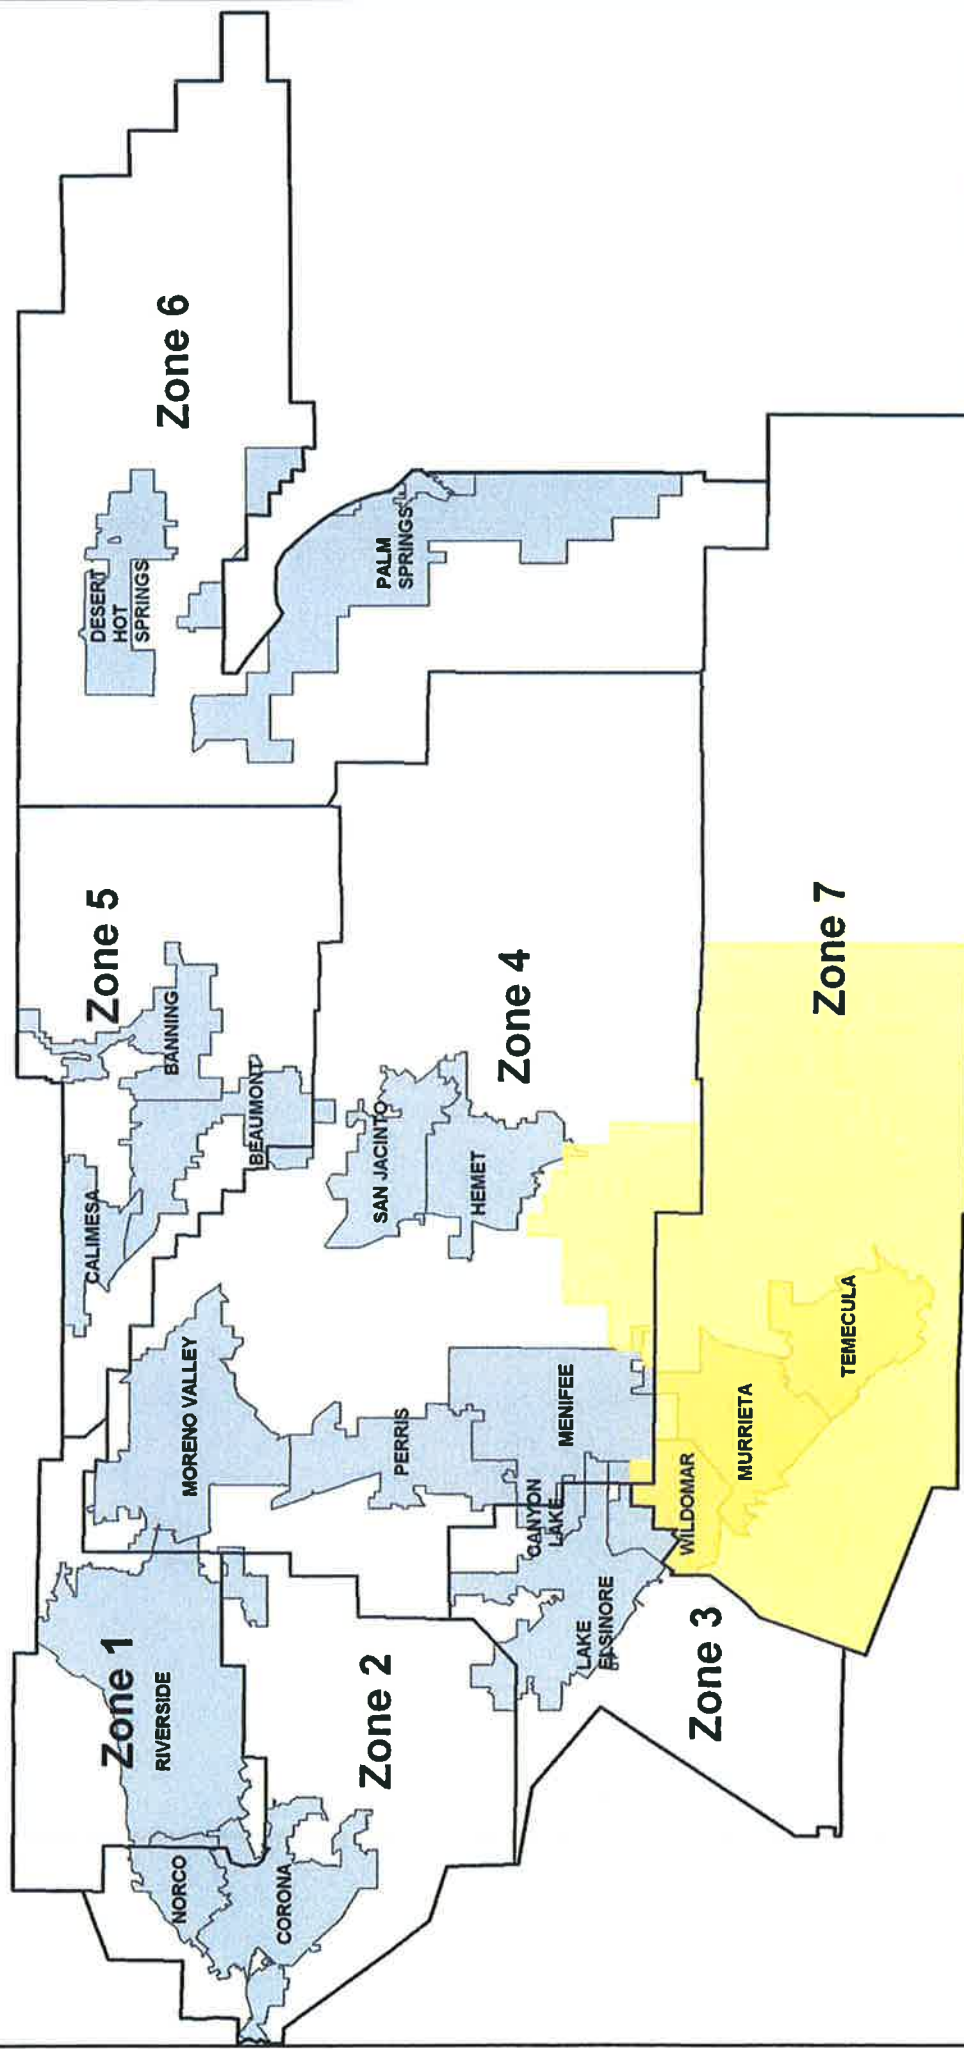 Zone 1
RIVERSIDE
NORCO
CORONA
Zone 2
MORENO VALLEY
PERRIS
CALIMESA
BEAUMONT
BANNING
Zone 5
DESERT
HOT
SPRINGS
Zone 6
PALM
SPRINGS
SAN JACINTO
HEMET
Zone 4
MENIFEE
CANYON
LAKE
LAKE
ELSINORE
Zone 3
WILDOMAR
MURRIETA
TEMECULA
Zone 7